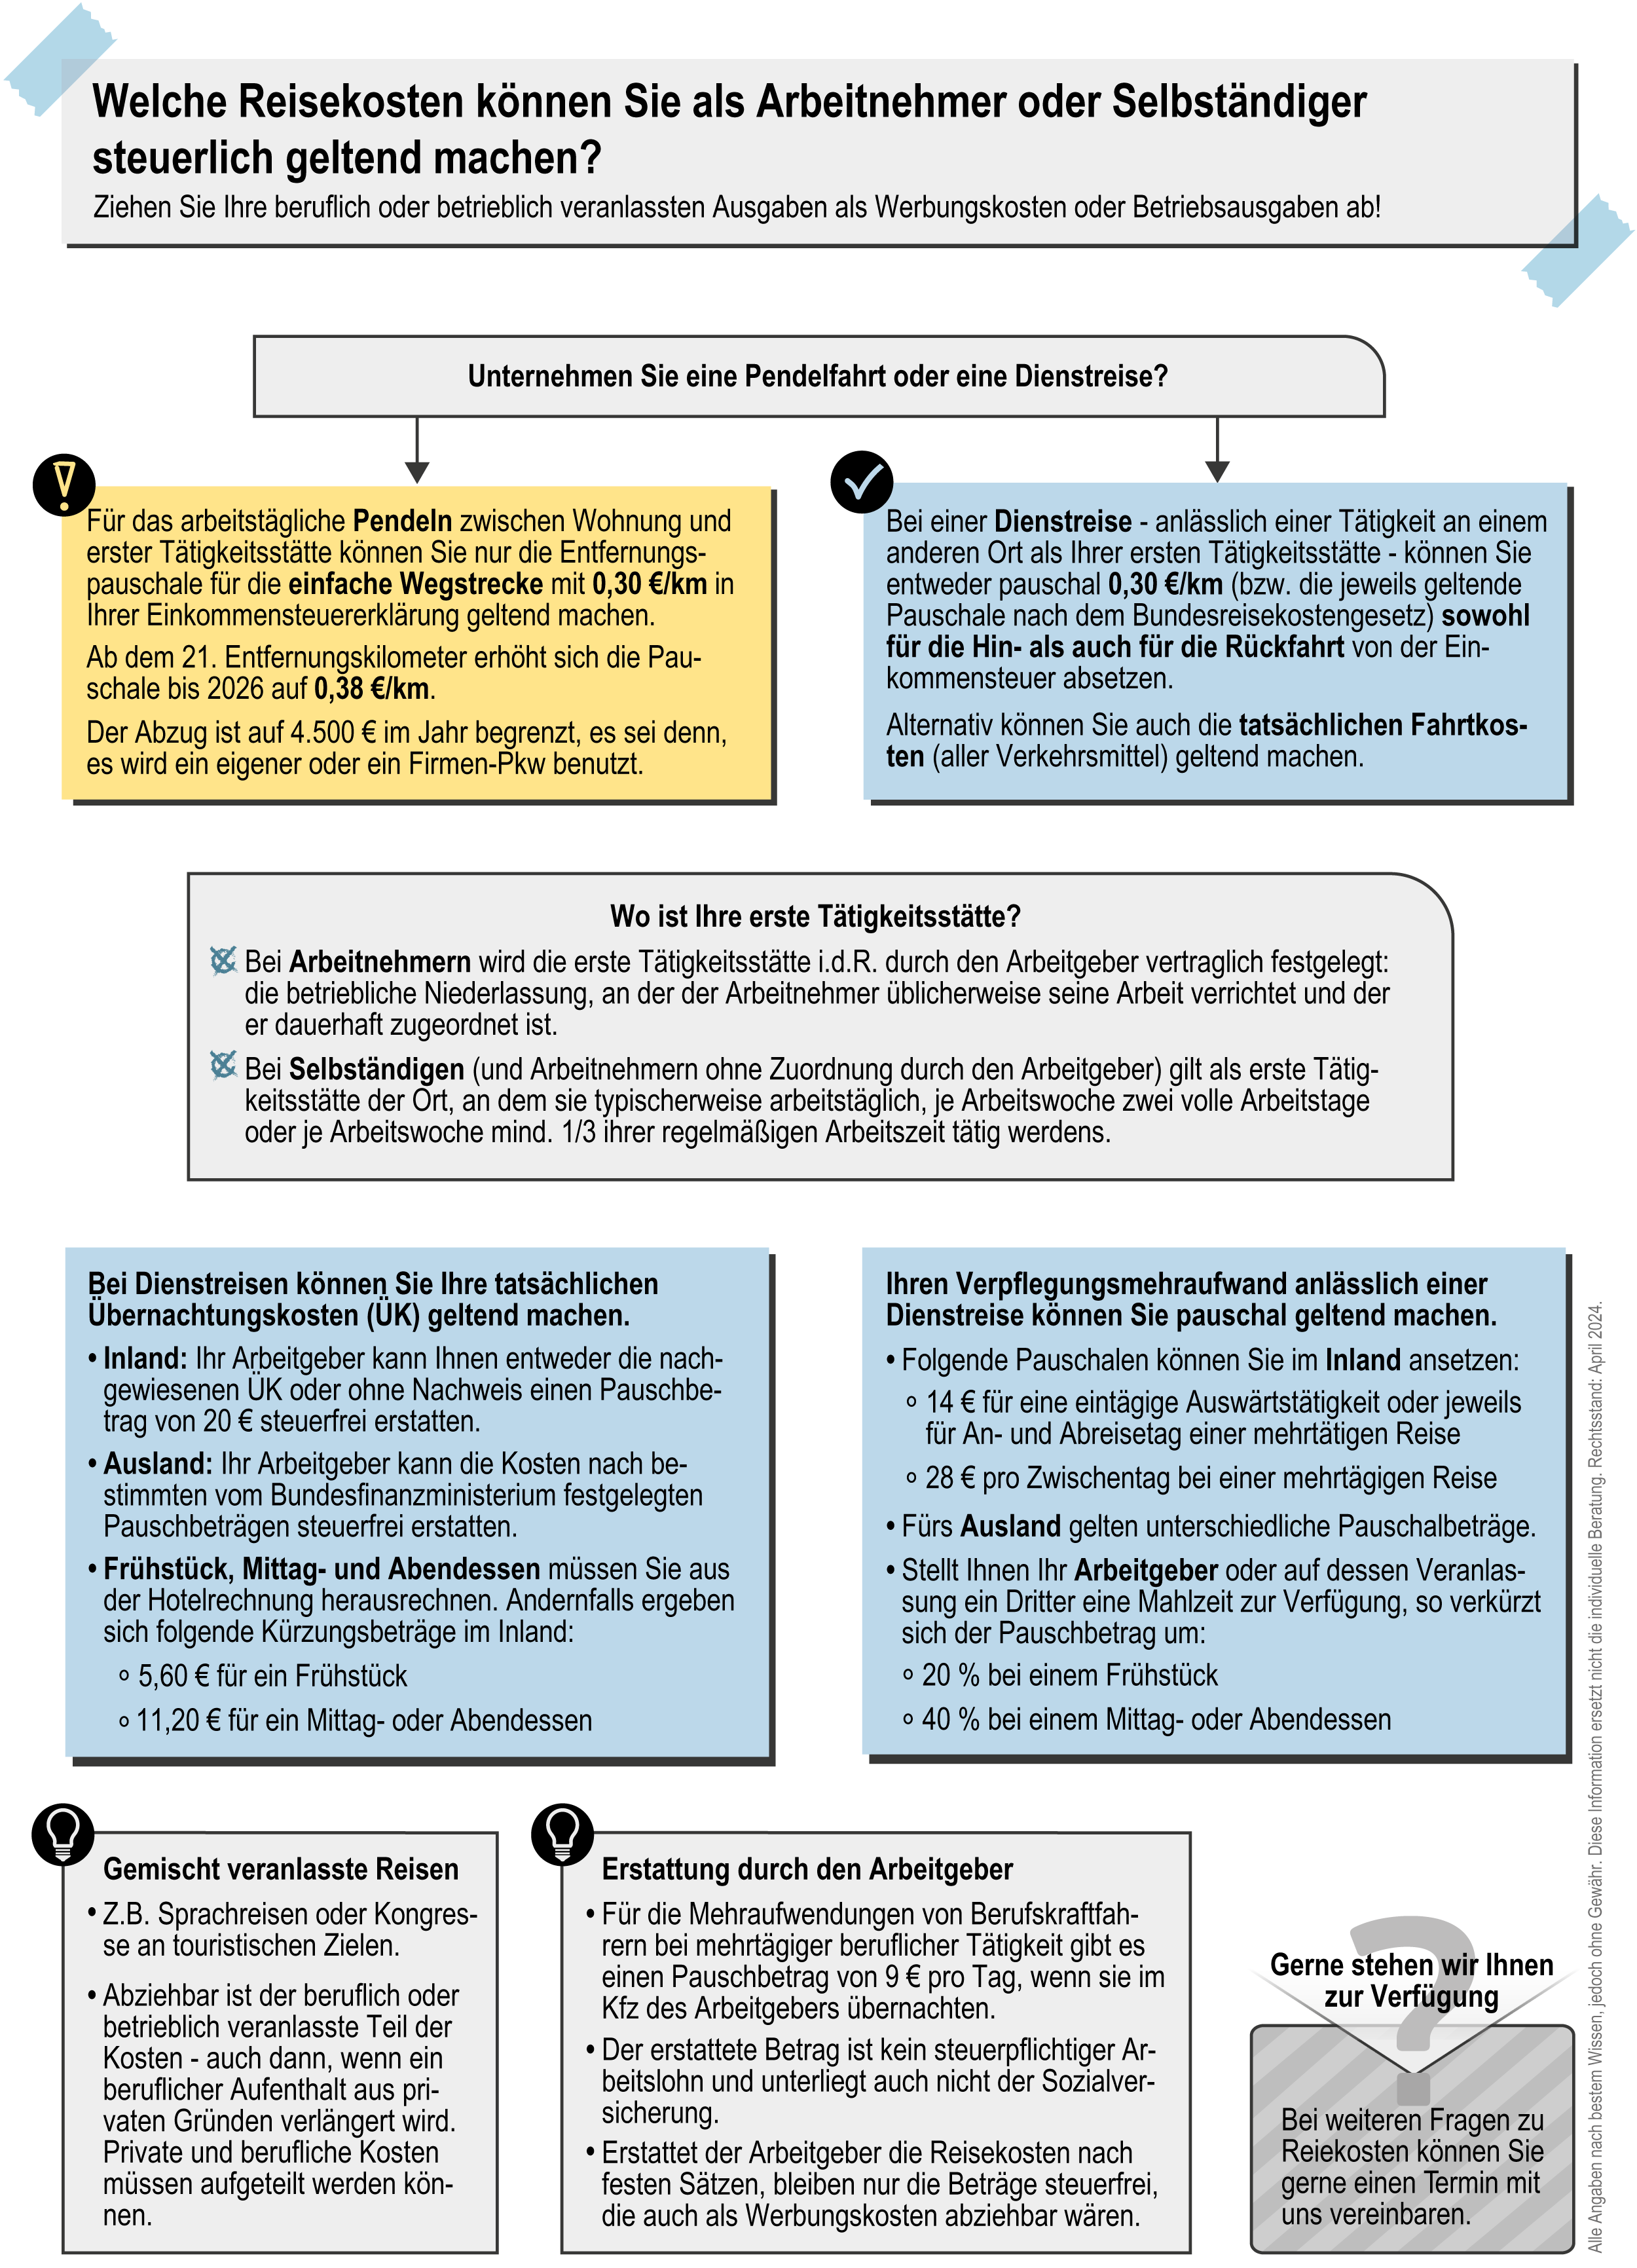 Welche Reisekosten können Sie als Arbeitnehmer oder Selbständiger
steuerlich geltend machen?
Ziehen Sie Ihre beruflich oder betrieblich veranlassten Ausgaben als Werbungskosten oder Betriebsausgaben ab!
Unternehmen Sie eine Pendelfahrt oder eine Dienstreise?
Für das arbeitstägliche Pendeln zwischen Wohnung und
erster Tätigkeitsstätte können Sie nur die Entfernungs-
pauschale für die einfache Wegstrecke mit 0,30 €/km in
Ihrer Einkommensteuererklärung geltend machen.
Ab dem 21. Entfernungskilometer erhöht sich die Pau-
schale bis 2026 auf 0,38 €/km.
Der Abzug ist auf 4.500 € im Jahr begrenzt, es sei denn,
es wird ein eigener oder ein Firmen-Pkw benutzt.
Bei einer Dienstreise - anlässlich einer Tätigkeit an einem
anderen Ort als Ihrer ersten Tätigkeitsstätte - können Sie
entweder pauschal 0,30 €/km (bzw. die jeweils geltende
Pauschale nach dem Bundesreisekostengesetz) sowohl
für die Hin- als auch für die Rückfahrt von der Ein-
kommensteuer absetzen.
Alternativ können Sie auch die tatsächlichen Fahrtkos-
ten (aller Verkehrsmittel) geltend machen.
Wo ist Ihre erste Tätigkeitsstätte?
Bei Arbeitnehmern wird die erste Tätigkeitsstätte i.d.R. durch den Arbeitgeber vertraglich festgelegt:
die betriebliche Niederlassung, an der der Arbeitnehmer üblicherweise seine Arbeit verrichtet und der
er dauerhaft zugeordnet ist.
Bei Selbständigen (und Arbeitnehmern ohne Zuordnung durch den Arbeitgeber) gilt als erste Tätig-
keitsstätte der Ort, an dem sie typischerweise arbeitstäglich, je Arbeitswoche zwei volle Arbeitstage
oder je Arbeitswoche mind. 1/3 ihrer regelmäßigen Arbeitszeit tätig werdens.
Bei Dienstreisen können Sie Ihre tatsächlichen
Übernachtungskosten (ÜK) geltend machen.
• Inland: Ihr Arbeitgeber kann Ihnen entweder die nach-
gewiesenen ÜK oder ohne Nachweis einen Pauschbe-
trag von 20 € steuerfrei erstatten.
• Ausland: Ihr Arbeitgeber kann die Kosten nach be-
stimmten vom Bundesfinanzministerium festgelegten
Pauschbeträgen steuerfrei erstatten.
• Frühstück, Mittag- und Abendessen müssen Sie aus
der Hotelrechnung herausrechnen. Andernfalls ergeben
sich folgende Kürzungsbeträge im Inland:
5,60 € für ein Frühstück
11,20 € für ein Mittag- oder Abendessen
Ihren Verpflegungsmehraufwand anlässlich einer
Dienstreise können Sie pauschal geltend machen.
• Folgende Pauschalen können Sie im Inland ansetzen:
14 € für eine eintägige Auswärtstätigkeit oder jeweils
für An- und Abreisetag einer mehrtätigen Reise
28 € pro Zwischentag bei einer mehrtägigen Reise
• Fürs Ausland gelten unterschiedliche Pauschalbeträge.
• Stellt Ihnen Ihr Arbeitgeber oder auf dessen Veranlas-
sung ein Dritter eine Mahlzeit zur Verfügung, so verkürzt
sich der Pauschbetrag um:
20 % bei einem Frühstück
40 % bei einem Mittag- oder Abendessen
Gemischt veranlasste Reisen
• Z.B. Sprachreisen oder Kongres-
se an touristischen Zielen.
• Abziehbar ist der beruflich oder
betrieblich veranlasste Teil der
Kosten - auch dann, wenn ein
beruflicher Aufenthalt aus pri-
vaten Gründen verlängert wird.
Private und berufliche Kosten
müssen aufgeteilt werden kön-
nen.
Erstattung durch den Arbeitgeber
• Für die Mehraufwendungen von Berufskraftfah-
rern bei mehrtägiger beruflicher Tätigkeit gibt es
einen Pauschbetrag von 9 € pro Tag, wenn sie im
Kfz des Arbeitgebers übernachten.
• Der erstattete Betrag ist kein steuerpflichtiger Ar-
beitslohn und unterliegt auch nicht der Sozialver-
sicherung.
• Erstattet der Arbeitgeber die Reisekosten nach
festen Sätzen, bleiben nur die Beträge steuerfrei,
die auch als Werbungskosten abziehbar wären.
?
Gerne stehen wir Ihnen
zur Verfügung
Bei weiteren Fragen zu
Reiekosten können Sie
gerne einen Termin mit
uns vereinbaren.
Alle Angaben nach bestem Wissen, jedoch ohne Gewähr. Diese Information ersetzt nicht die individuelle Beratung. Rechtsstand: April 2024.